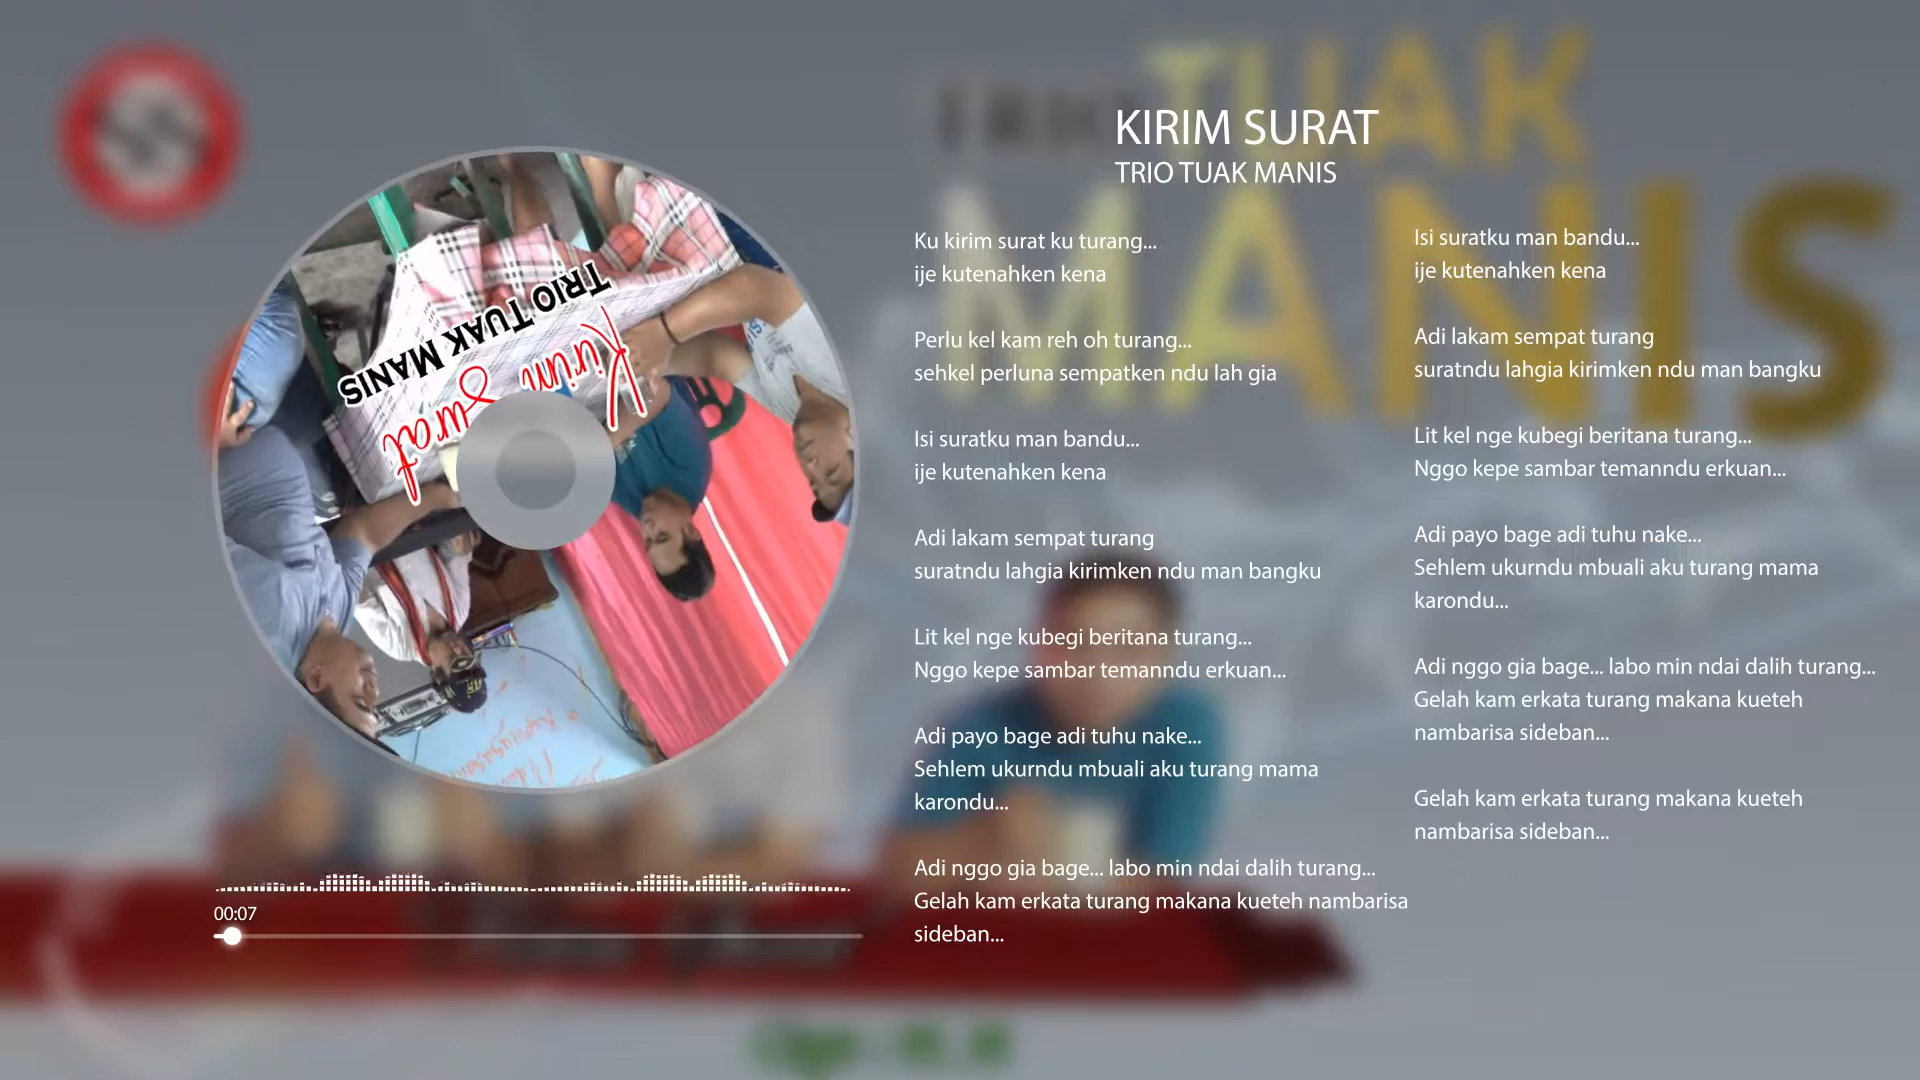 KIRIM SURAT
TRIO TUAK MANIS
Ku kirim surat ku turang...
ije kutenahken kena
Perlu kel kam reh oh turang...
sehkel perluna sempatken ndu lah gia
Isi suratku man bandu...
ije kutenahken kena
Adi lakam sempat turang
suratndu lahgia kirimken ndu man bangku
Lit kel nge kubegi beritana turang...
Nggo kepe sambar temanndu erkuan...
Adi payo bage adi tuhu nake...
Sehlem ukurndu mbuali aku turang mama
karondu...
Adi nggo gia bage... labo min ndai dalih turang...
Gelah kam erkata turang makana kueteh nambarisa
sideban...
Isi suratku man bandu...
ije kutenahken kena
Adi lakam sempat turang
suratndu lahgia kirimken ndu man bangku
Lit kel nge kubegi beritana turang...
Nggo kepe sambar temanndu erkuan...
Adi payo bage adi tuhu nake...
Sehlem ukurndu mbuali aku turang mama
karondu...
Adi nggo gia bage... labo min ndai dalih turang...
Gelah kam erkata turang makana kueteh
nambarisa sideban...
Gelah kam erkata turang makana kueteh
nambarisa sideban...
Kirim Surat
TRIO TUAK MANIS
00:07
TRIO TUAK
MANIS